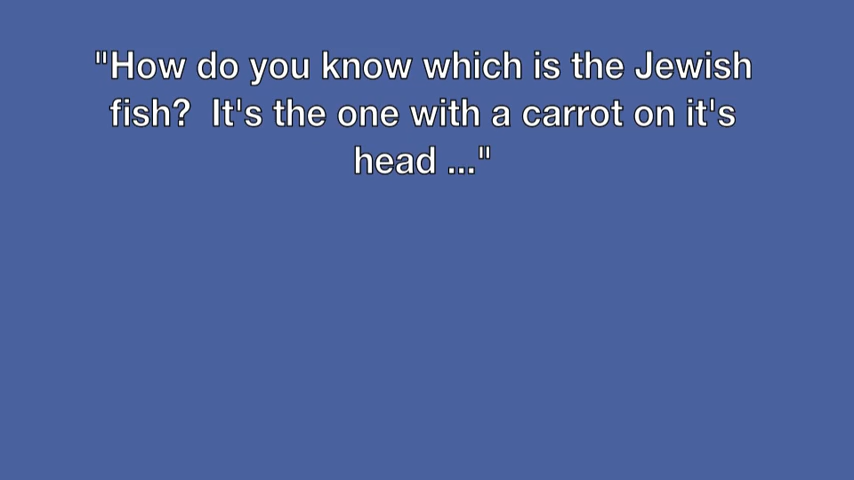 "How do you know which is the Jewish
fish?  It's the one with a carrot on it's
head ..."